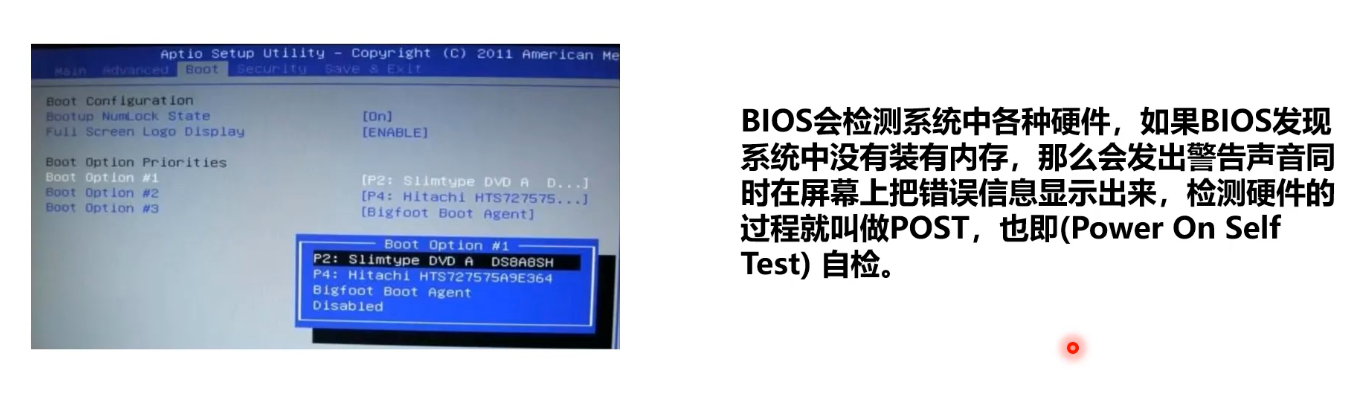 Aptio Setup Utility - Copyright (C) 2011 American Me
Main Advanced Boot Security Save & Exit
Boot Configuration
Bootup NumLock State [On]
Full Screen Logo Display [ENABLE]
Boot Option Priorities
Boot Option #1 [P2: Slimtype DVD A D...]
Boot Option #2 [P4: Hitachi HTS727575...]
Boot Option #3 [Bigfoot Boot Agent]
Boot Option #1
P2: Slimtype DVD A DS8A8SH
P4: Hitachi HTS727575A9E364
Bigfoot Boot Agent
Disabled
BIOS会检测系统中各种硬件，如果BIOS发现
系统中没有装有内存，那么会发出警告声音同
时在屏幕上把错误信息显示出来，检测硬件的
过程就叫做POST，也即(Power On Self
Test) 自检。